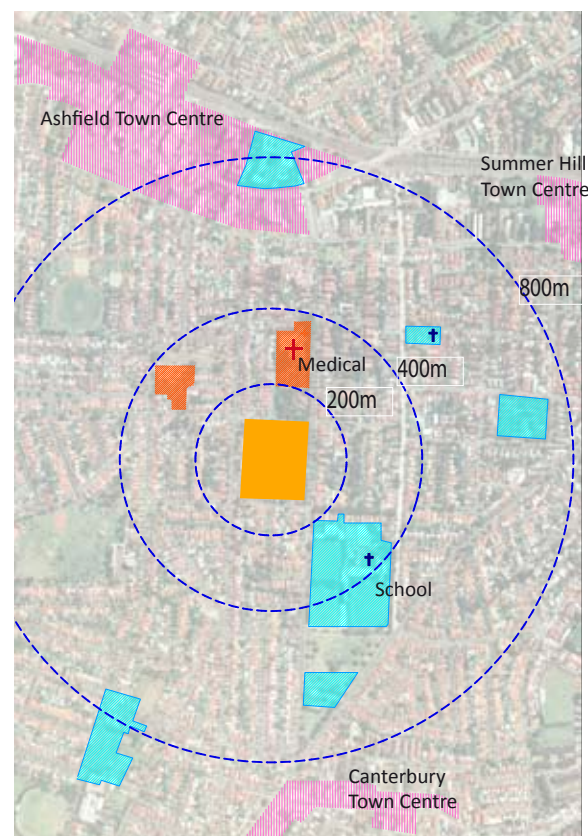 Ashfield Town Centre
Summer Hill
Town Centre
800m
Medical
400m
200m
School
Canterbury
Town Centre